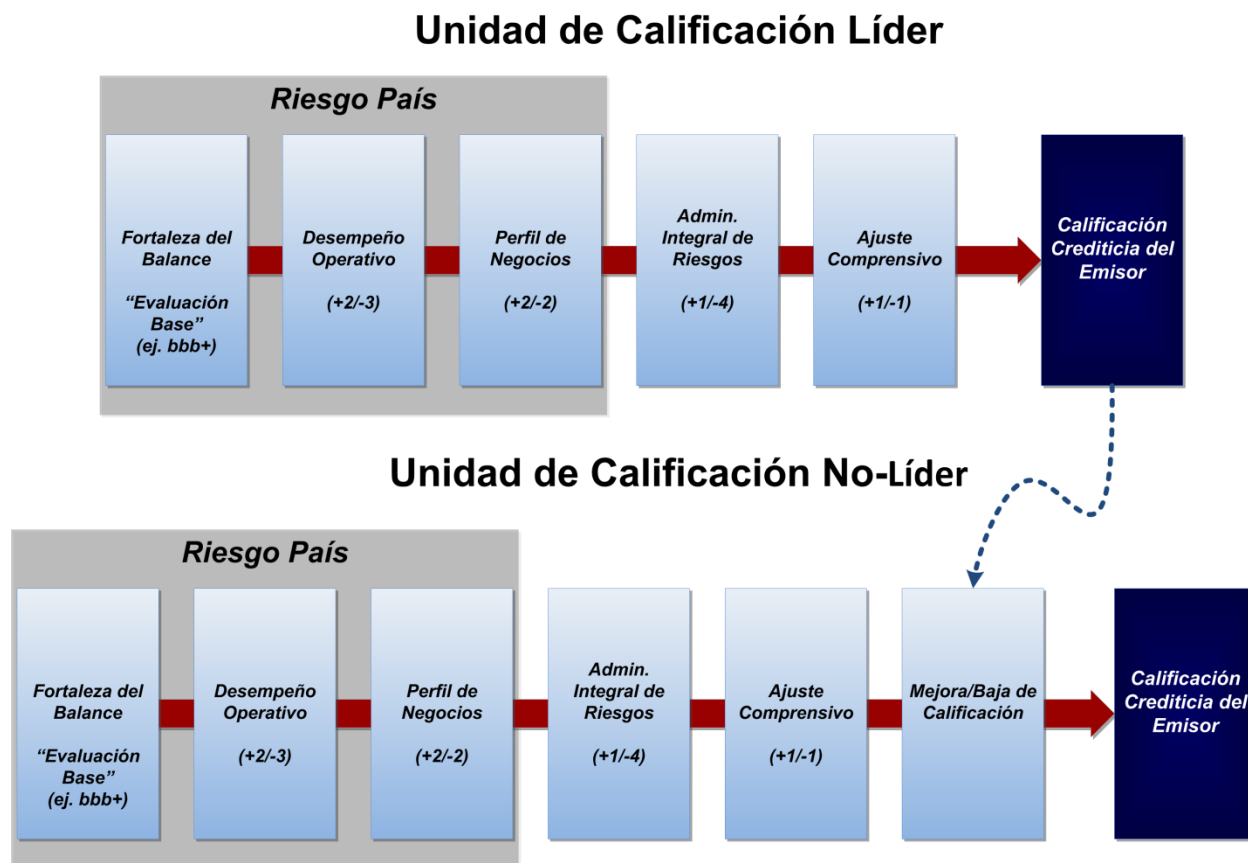 Unidad de Calificación Líder
Riesgo País
Fortaleza del
Balance
“Evaluación
Base”
(ej. bbb+)
Desempeño
Operativo
(+2/-3)
Perfil de
Negocios
(+2/-2)
Admin.
Integral de
Riesgos
(+1/-4)
Ajuste
Comprensivo
(+1/-1)
Calificación
Crediticia del
Emisor
Unidad de Calificación No-Líder
Riesgo País
Fortaleza del
Balance
“Evaluación
Base”
(ej. bbb+)
Desempeño
Operativo
(+2/-3)
Perfil de
Negocios
(+2/-2)
Admin.
Integral de
Riesgos
(+1/-4)
Ajuste
Comprensivo
(+1/-1)
Mejora/Baja de
Calificación
Calificación
Crediticia del
Emisor